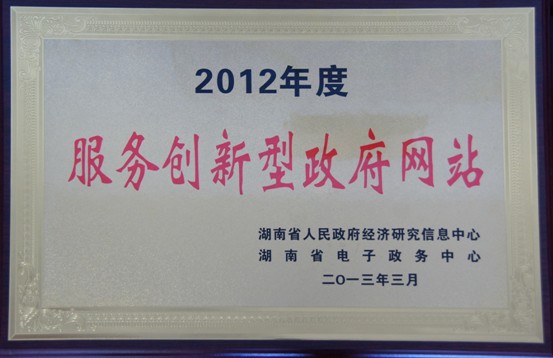 2012年度
服务创新型政府网站
湖南省人民政府经济研究信息中心
湖南省电子政务中心
二〇一三年三月